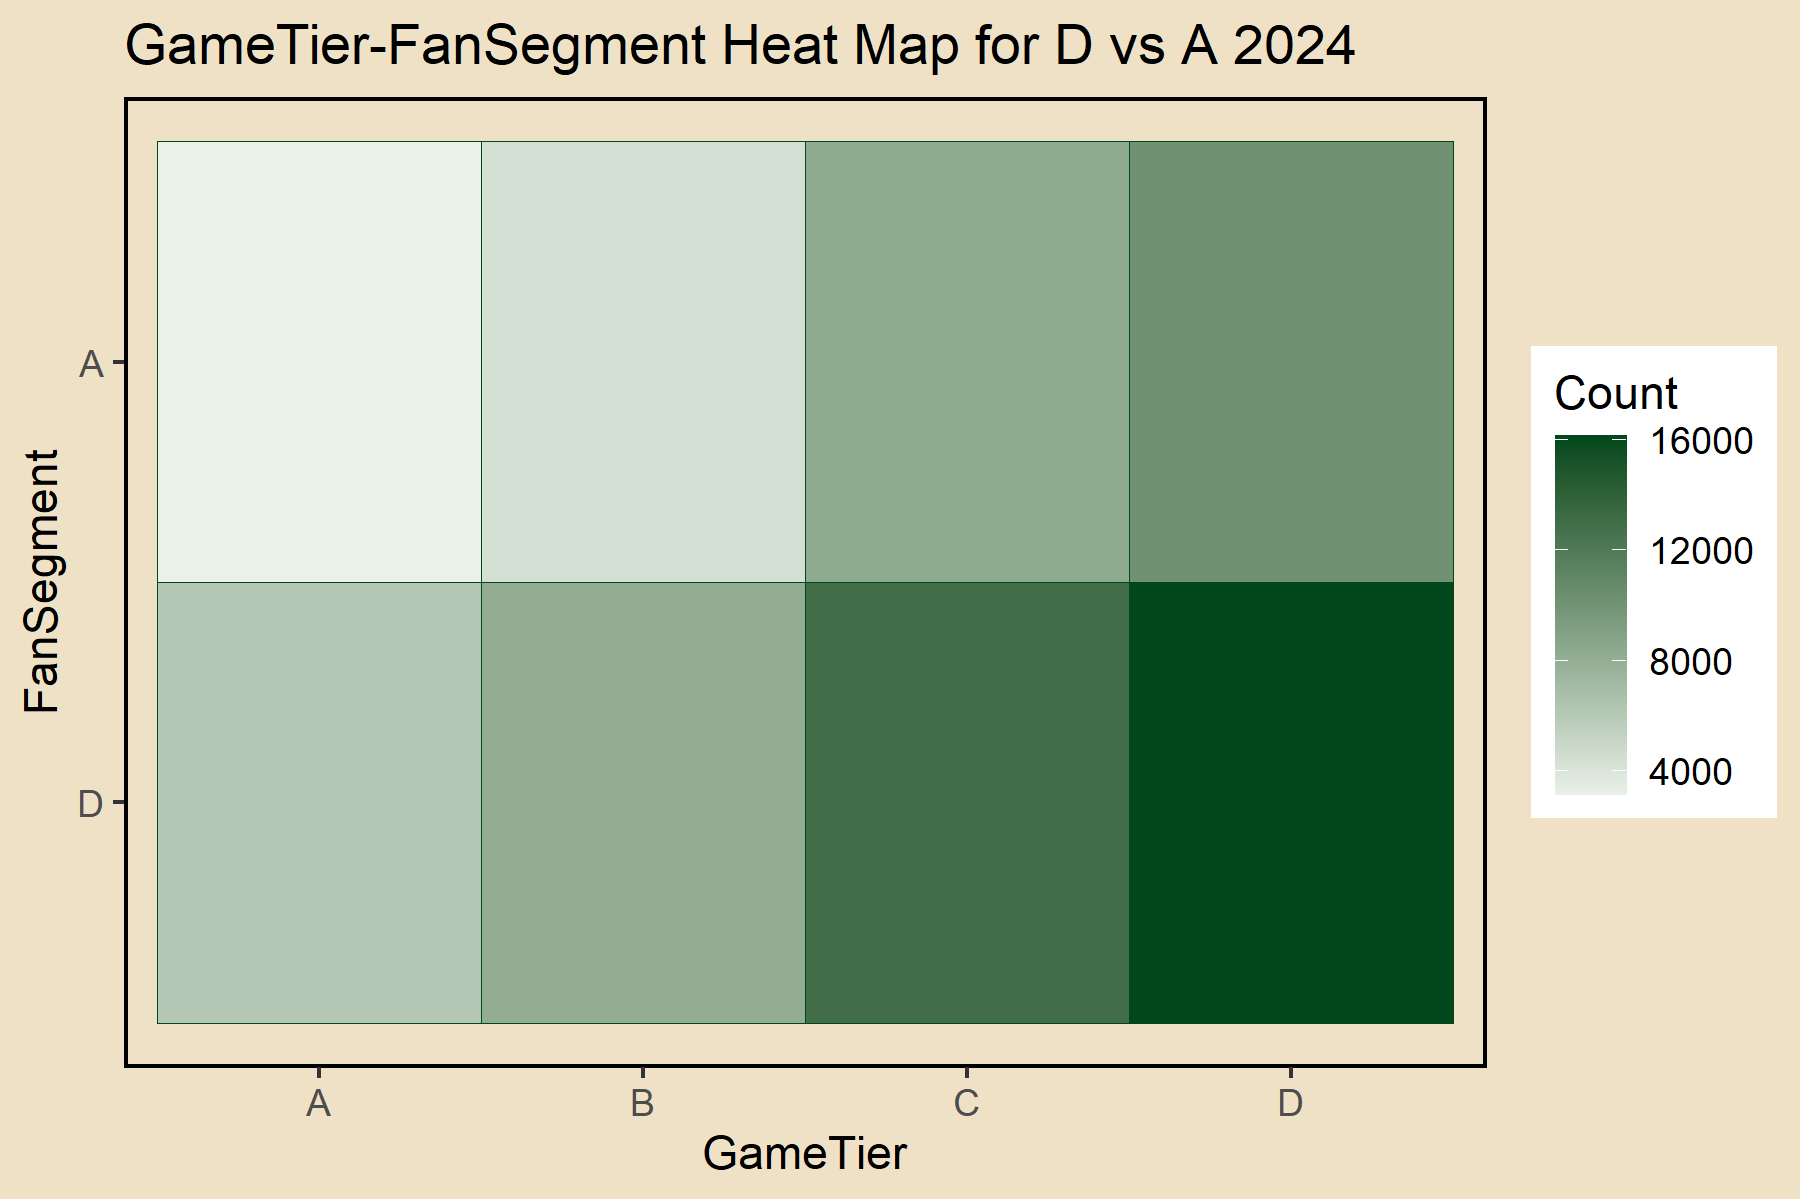 GameTier-FanSegment Heat Map for D vs A 2024
FanSegment
A
D
A
B
C
D
GameTier
Count
16000
12000
8000
4000